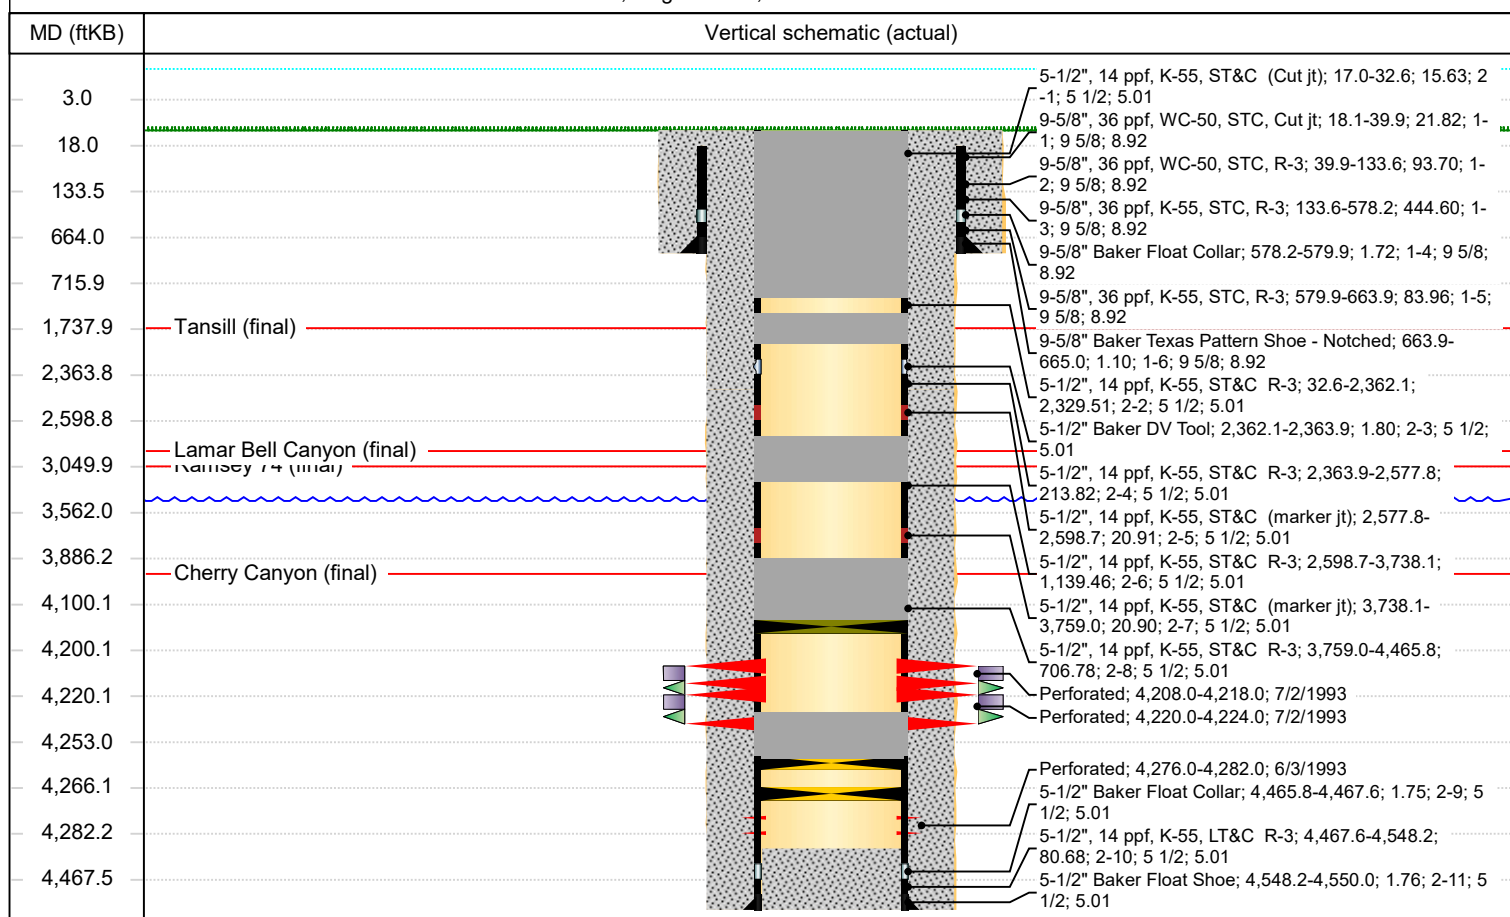 MD (ftKB)
Vertical schematic (actual)
3.0
18.0
133.5
664.0
715.9
1,737.9
2,363.8
2,598.8
3,049.9
3,562.0
3,886.2
4,100.1
4,200.1
4,220.1
4,253.0
4,266.1
4,282.2
4,467.5
Tansill (final)
Lamar Bell Canyon (final)
Ramsey 74 (final)
Cherry Canyon (final)
5-1/2", 14 ppf, K-55, ST&C (Cut jt); 17.0-32.6; 15.63; 2
-1; 5 1/2; 5.01
9-5/8", 36 ppf, WC-50, STC, Cut jt; 18.1-39.9; 21.82; 1-
1; 9 5/8; 8.92
9-5/8", 36 ppf, WC-50, STC, R-3; 39.9-133.6; 93.70; 1-
2; 9 5/8; 8.92
9-5/8", 36 ppf, K-55, STC, R-3; 133.6-578.2; 444.60; 1-
3; 9 5/8; 8.92
9-5/8" Baker Float Collar; 578.2-579.9; 1.72; 1-4; 9 5/8;
8.92
9-5/8", 36 ppf, K-55, STC, R-3; 579.9-663.9; 83.96; 1-5;
9 5/8; 8.92
9-5/8" Baker Texas Pattern Shoe - Notched; 663.9-
665.0; 1.10; 1-6; 9 5/8; 8.92
5-1/2", 14 ppf, K-55, ST&C R-3; 32.6-2,362.1;
2,329.51; 2-2; 5 1/2; 5.01
5-1/2" Baker DV Tool; 2,362.1-2,363.9; 1.80; 2-3; 5 1/2;
5.01
5-1/2", 14 ppf, K-55, ST&C R-3; 2,363.9-2,577.8;
213.82; 2-4; 5 1/2; 5.01
5-1/2", 14 ppf, K-55, ST&C (marker jt); 2,577.8-
2,598.7; 20.91; 2-5; 5 1/2; 5.01
5-1/2", 14 ppf, K-55, ST&C R-3; 2,598.7-3,738.1;
1,139.46; 2-6; 5 1/2; 5.01
5-1/2", 14 ppf, K-55, ST&C (marker jt); 3,738.1-
3,759.0; 20.90; 2-7; 5 1/2; 5.01
5-1/2", 14 ppf, K-55, ST&C R-3; 3,759.0-4,465.8;
706.78; 2-8; 5 1/2; 5.01
Perforated; 4,208.0-4,218.0; 7/2/1993
Perforated; 4,220.0-4,224.0; 7/2/1993
Perforated; 4,276.0-4,282.0; 6/3/1993
5-1/2" Baker Float Collar; 4,465.8-4,467.6; 1.75; 2-9; 5
1/2; 5.01
5-1/2", 14 ppf, K-55, LT&C R-3; 4,467.6-4,548.2;
80.68; 2-10; 5 1/2; 5.01
5-1/2" Baker Float Shoe; 4,548.2-4,550.0; 1.76; 2-11; 5
1/2; 5.01